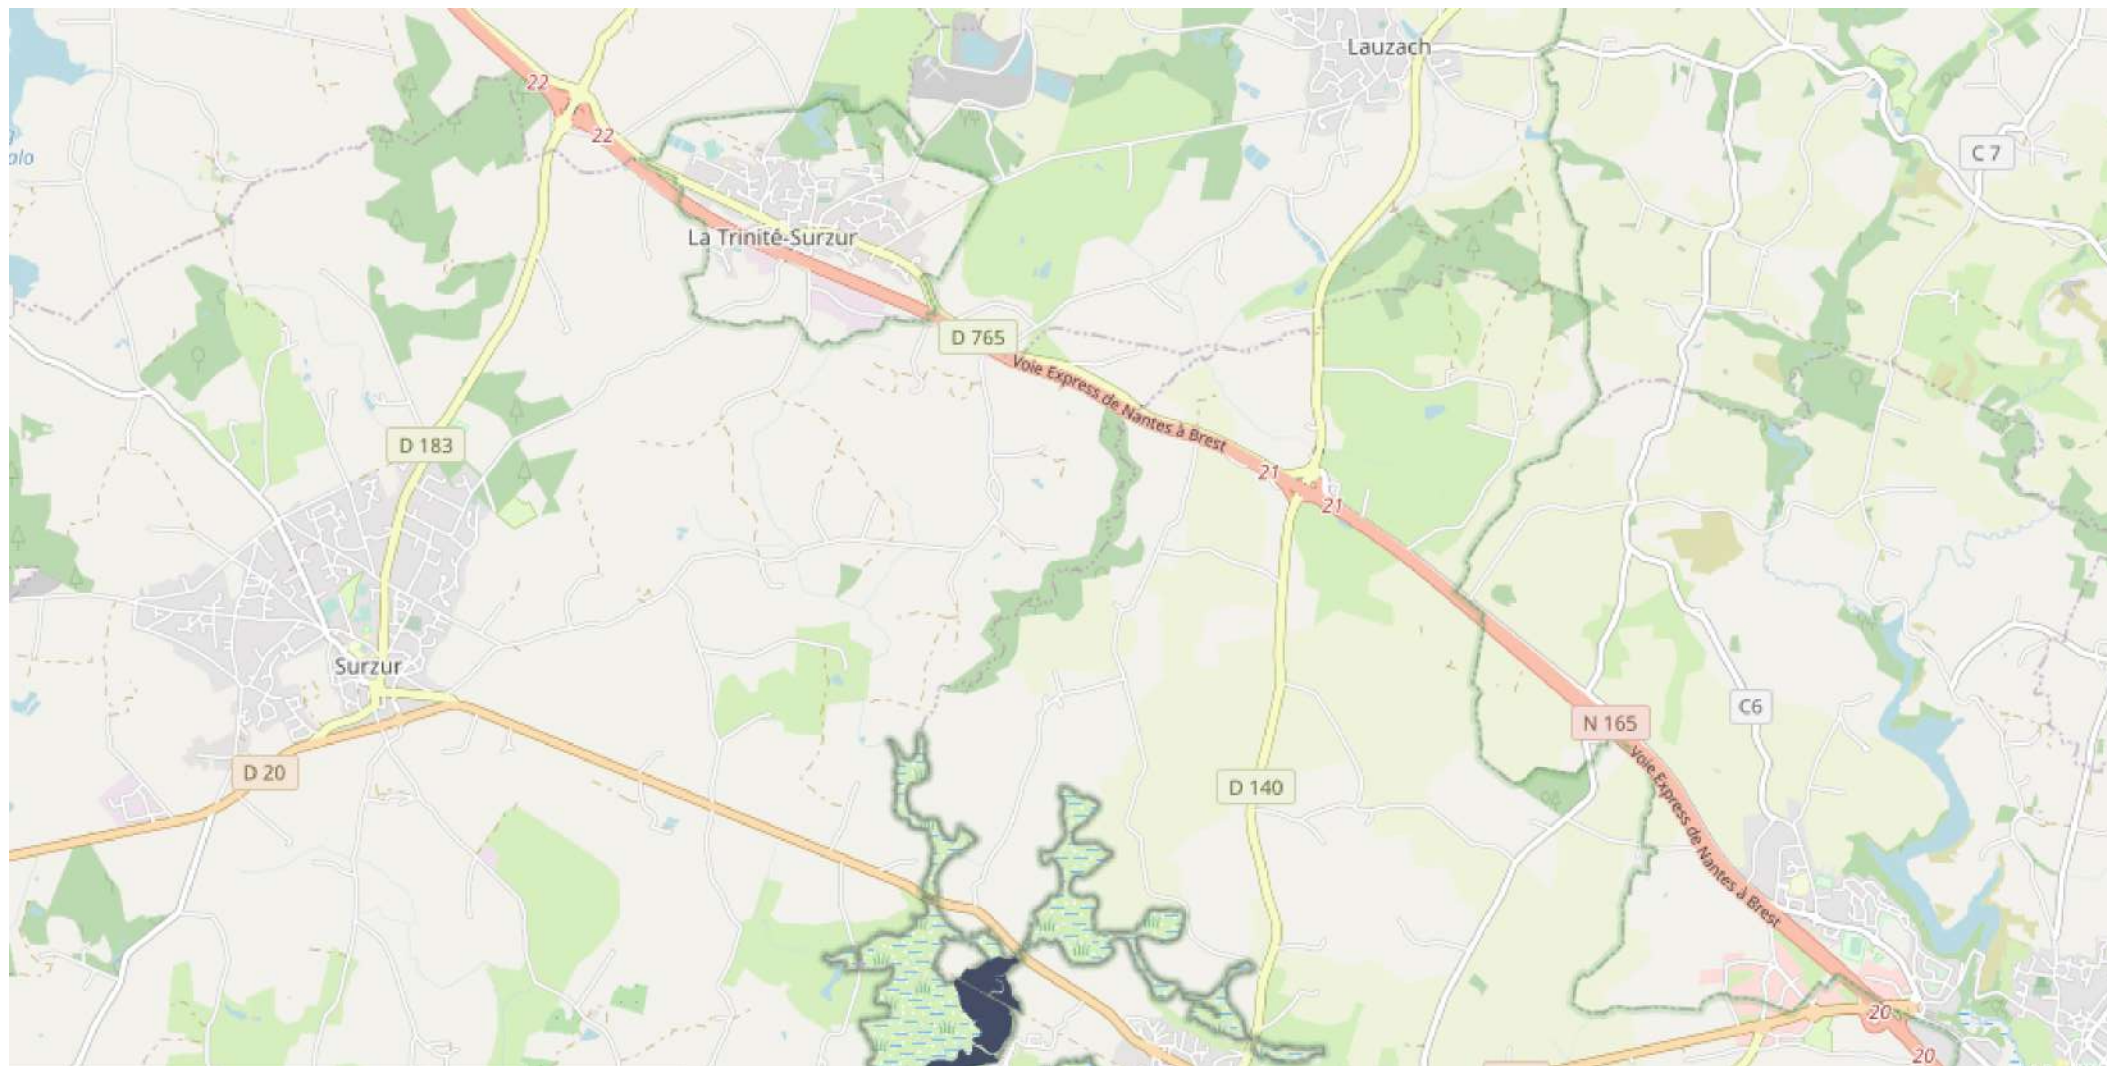 Lauzach
22
22
alo
C 7
La Trinité-Surzur
D 765
Voie Express de Nantes à Brest
D 183
21
21
Surzur
C6
N 165
D 20
D 140
Voie Express de Nantes à Brest
20
20